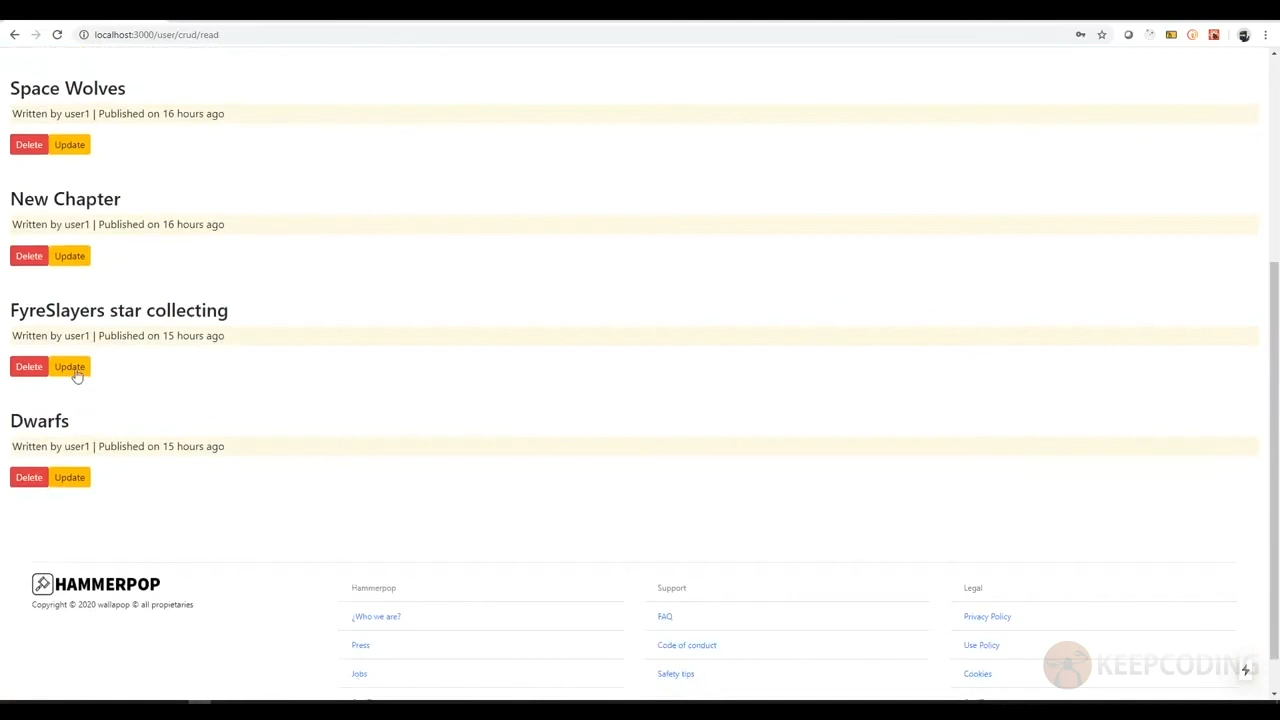 localhost:3000/user/crud/read
Space Wolves
Written by user1 | Published on 16 hours ago
Delete Update
New Chapter
Written by user1 | Published on 16 hours ago
Delete Update
FyreSlayers star collecting
Written by user1 | Published on 15 hours ago
Delete Update
Dwarfs
Written by user1 | Published on 15 hours ago
Delete Update
HAMMERPOP
Copyright © 2020 wallapop © all propietaries
Hammerpop
¿Who we are?
Press
Jobs
Support
FAQ
Code of conduct
Safety tips
Legal
Privacy Policy
Use Policy
Cookies
KEEPCODING